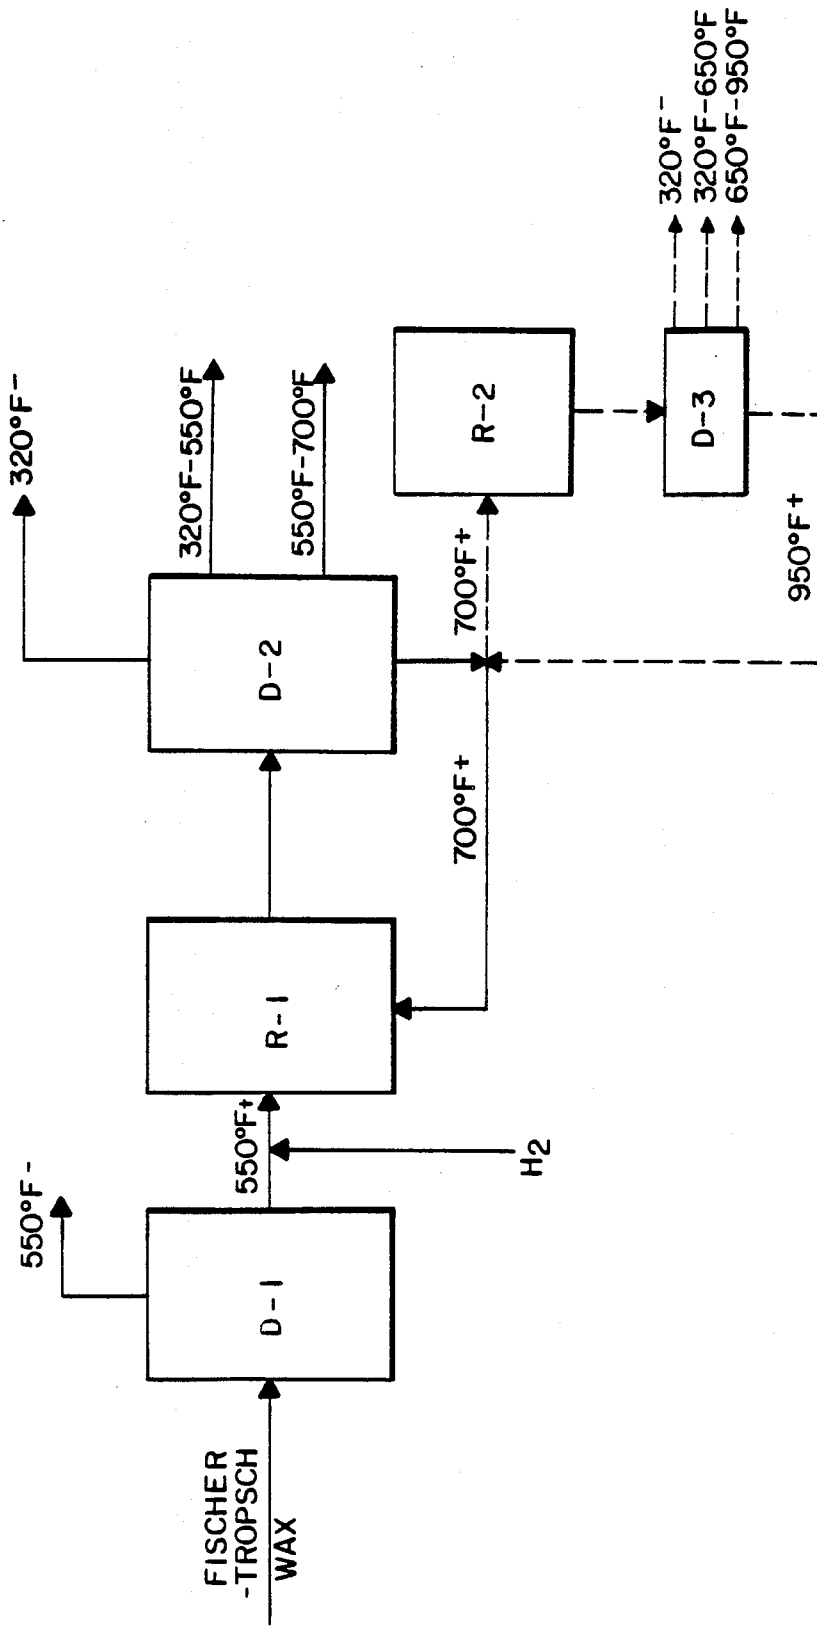 FISCHER
-TROPSCH
WAX
D-1
550°F-
550°F+
H2
R-1
700°F+
D-2
320°F-
320°F-550°F
550°F-700°F
700°F+
R-2
D-3
320°F-
320°F-650°F
650°F-950°F
950°F+